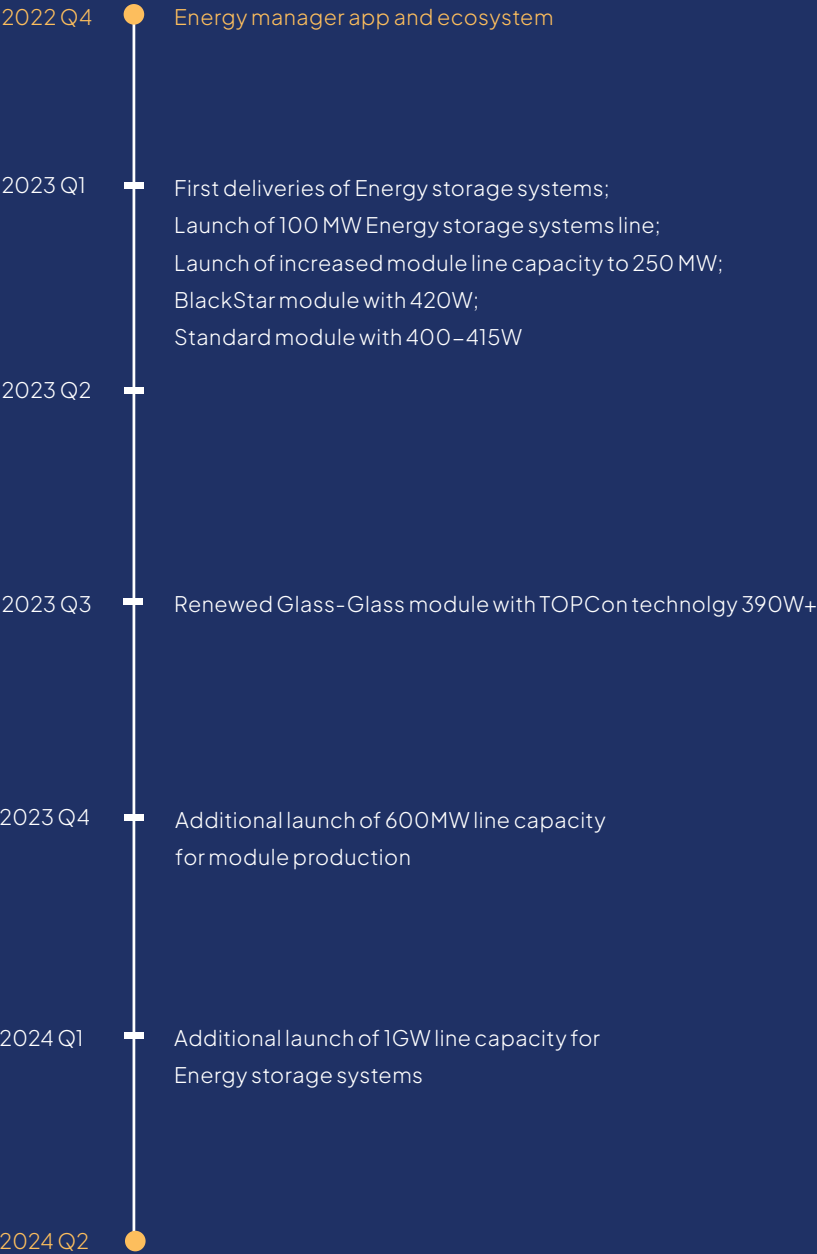 2022 Q4
Energy manager app and ecosystem
2023 Q1
First deliveries of Energy storage systems;
Launch of 100 MW Energy storage systems line;
Launch of increased module line capacity to 250 MW;
BlackStar module with 420W;
Standard module with 400–415W
2023 Q2
2023 Q3
Renewed Glass-Glass module with TOPCon technolgy 390W+
2023 Q4
Additional launch of 600MW line capacity
for module production
2024 Q1
Additional launch of 1GW line capacity for
Energy storage systems
2024 Q2